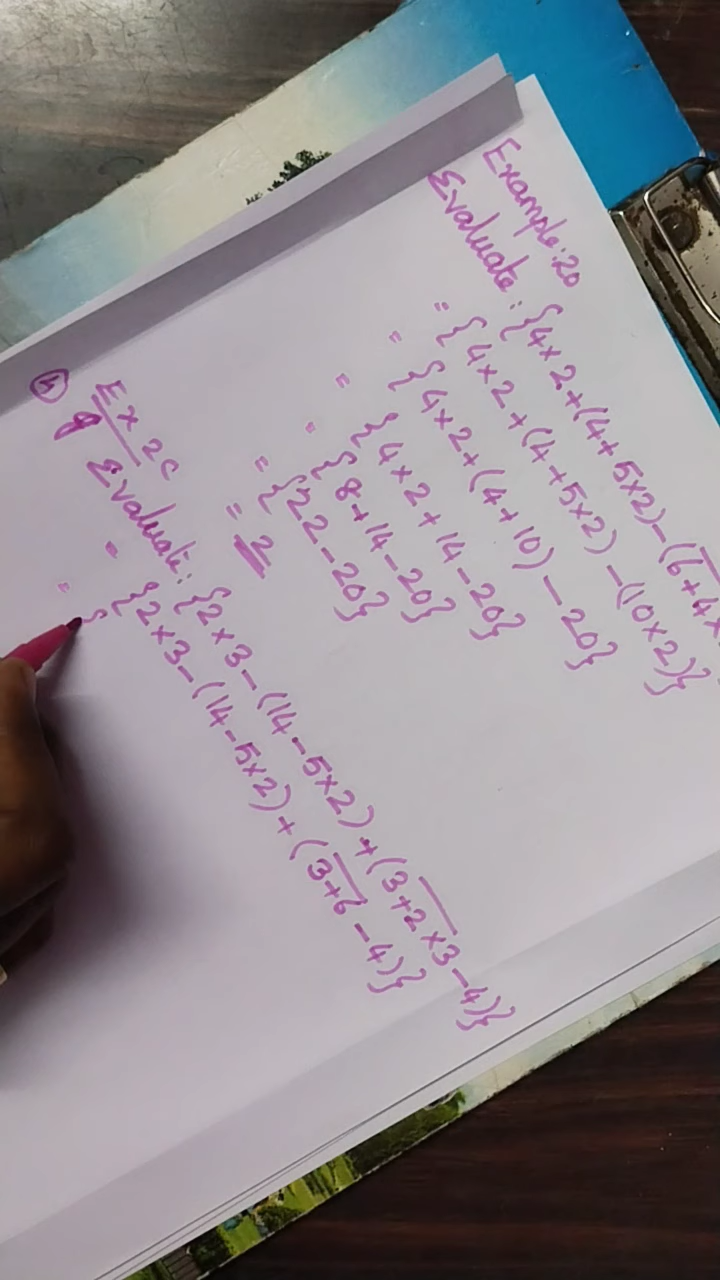 Example: 20
Evaluate: {4×2+(4+5×2)-(6+4×
= {4×2+(4+5×2)-(10×2)}
= {4×2+(4+10)-20}
= {4×2+14-20}
= {8+14-20}
= {22-20}
= 2
Ex 2c
(h) Evaluate: {2×3-(14-5×2)+(3+2×3-4)}
= {2×3-(14-5×2)+(3+6-4)}
= {